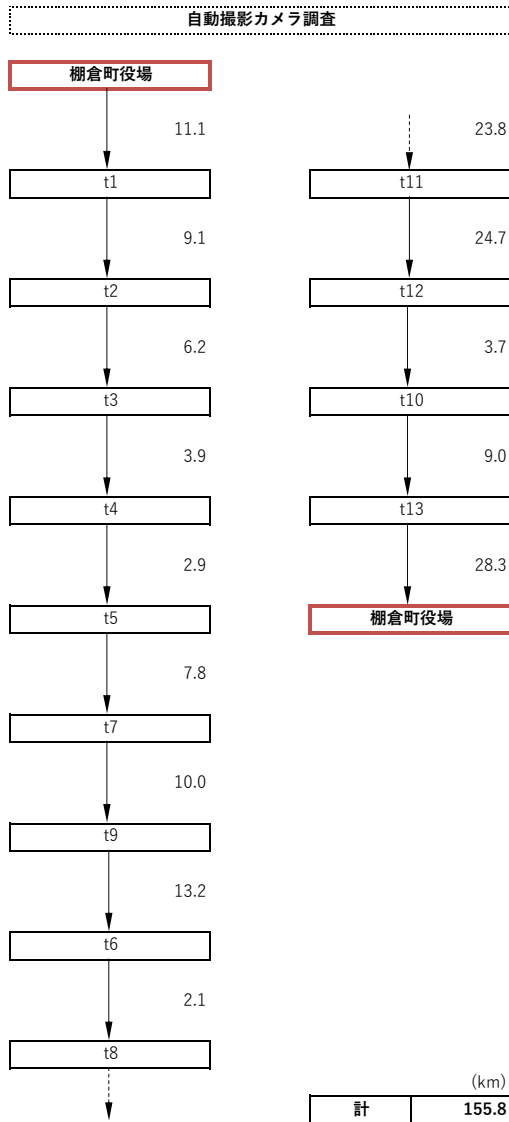 自動撮影カメラ調査
棚倉町役場
11.1
t1
9.1
t2
6.2
t3
3.9
t4
2.9
t5
7.8
t7
10.0
t9
13.2
t6
2.1
t8
23.8
t11
24.7
t12
3.7
t10
9.0
t13
28.3
棚倉町役場
(km)
計 155.8